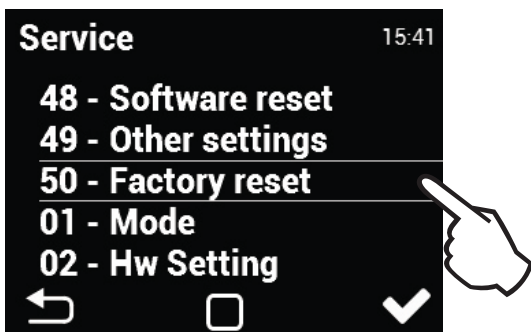 Service 15:41
48 - Software reset
49 - Other settings
50 - Factory reset
01 - Mode
02 - Hw Setting